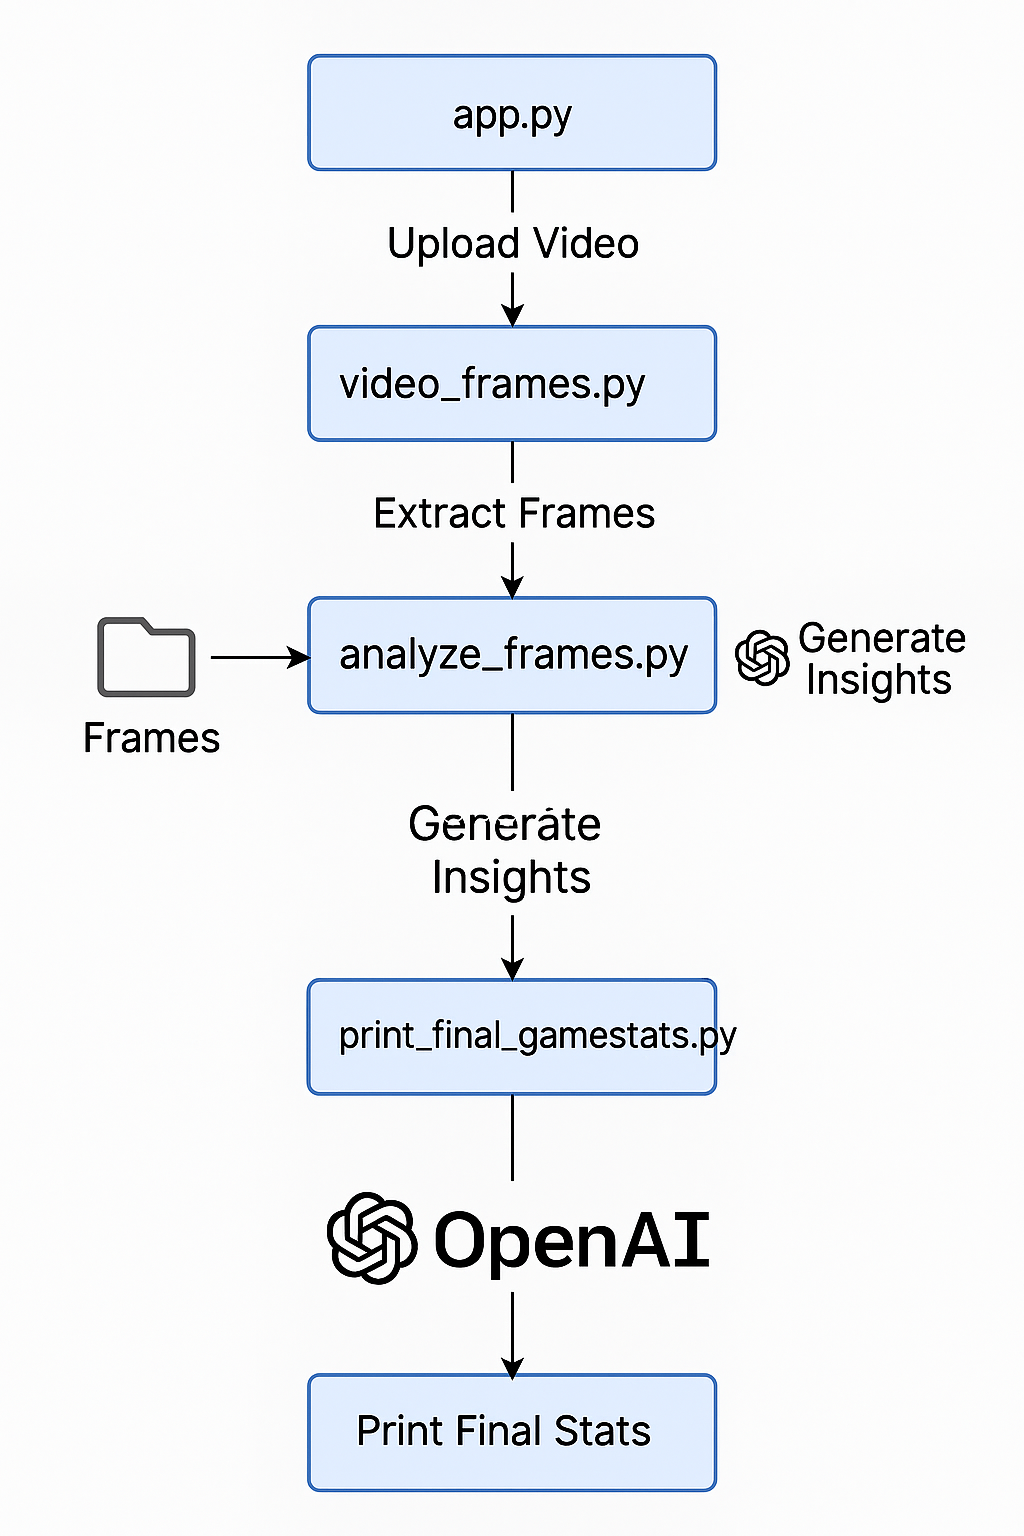 app.py
Upload Video
video_frames.py
Extract Frames
analyze_frames.py
Generate
Insights
Frames
Generate
Insights
print_final_gamestats.py
OpenAI
Print Final Stats